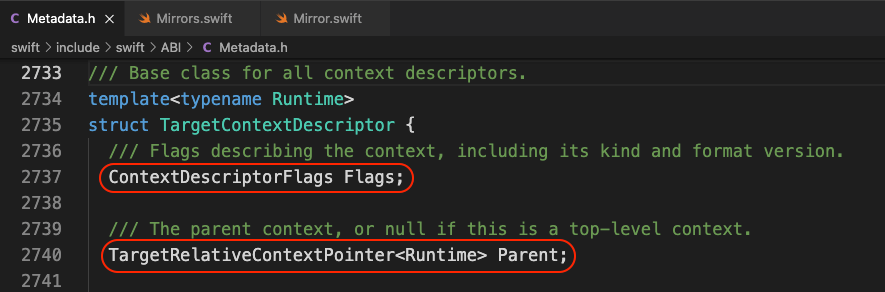 C Metadata.h × Mirrors.swift Mirror.swift
swift > include > swift > ABI > C Metadata.h
2733 /// Base class for all context descriptors.
2734 template<typename Runtime>
2735 struct TargetContextDescriptor {
2736 /// Flags describing the context, including its kind and format version.
2737 ContextDescriptorFlags Flags;
2738
2739 /// The parent context, or null if this is a top-level context.
2740 TargetRelativeContextPointer<Runtime> Parent;
2741